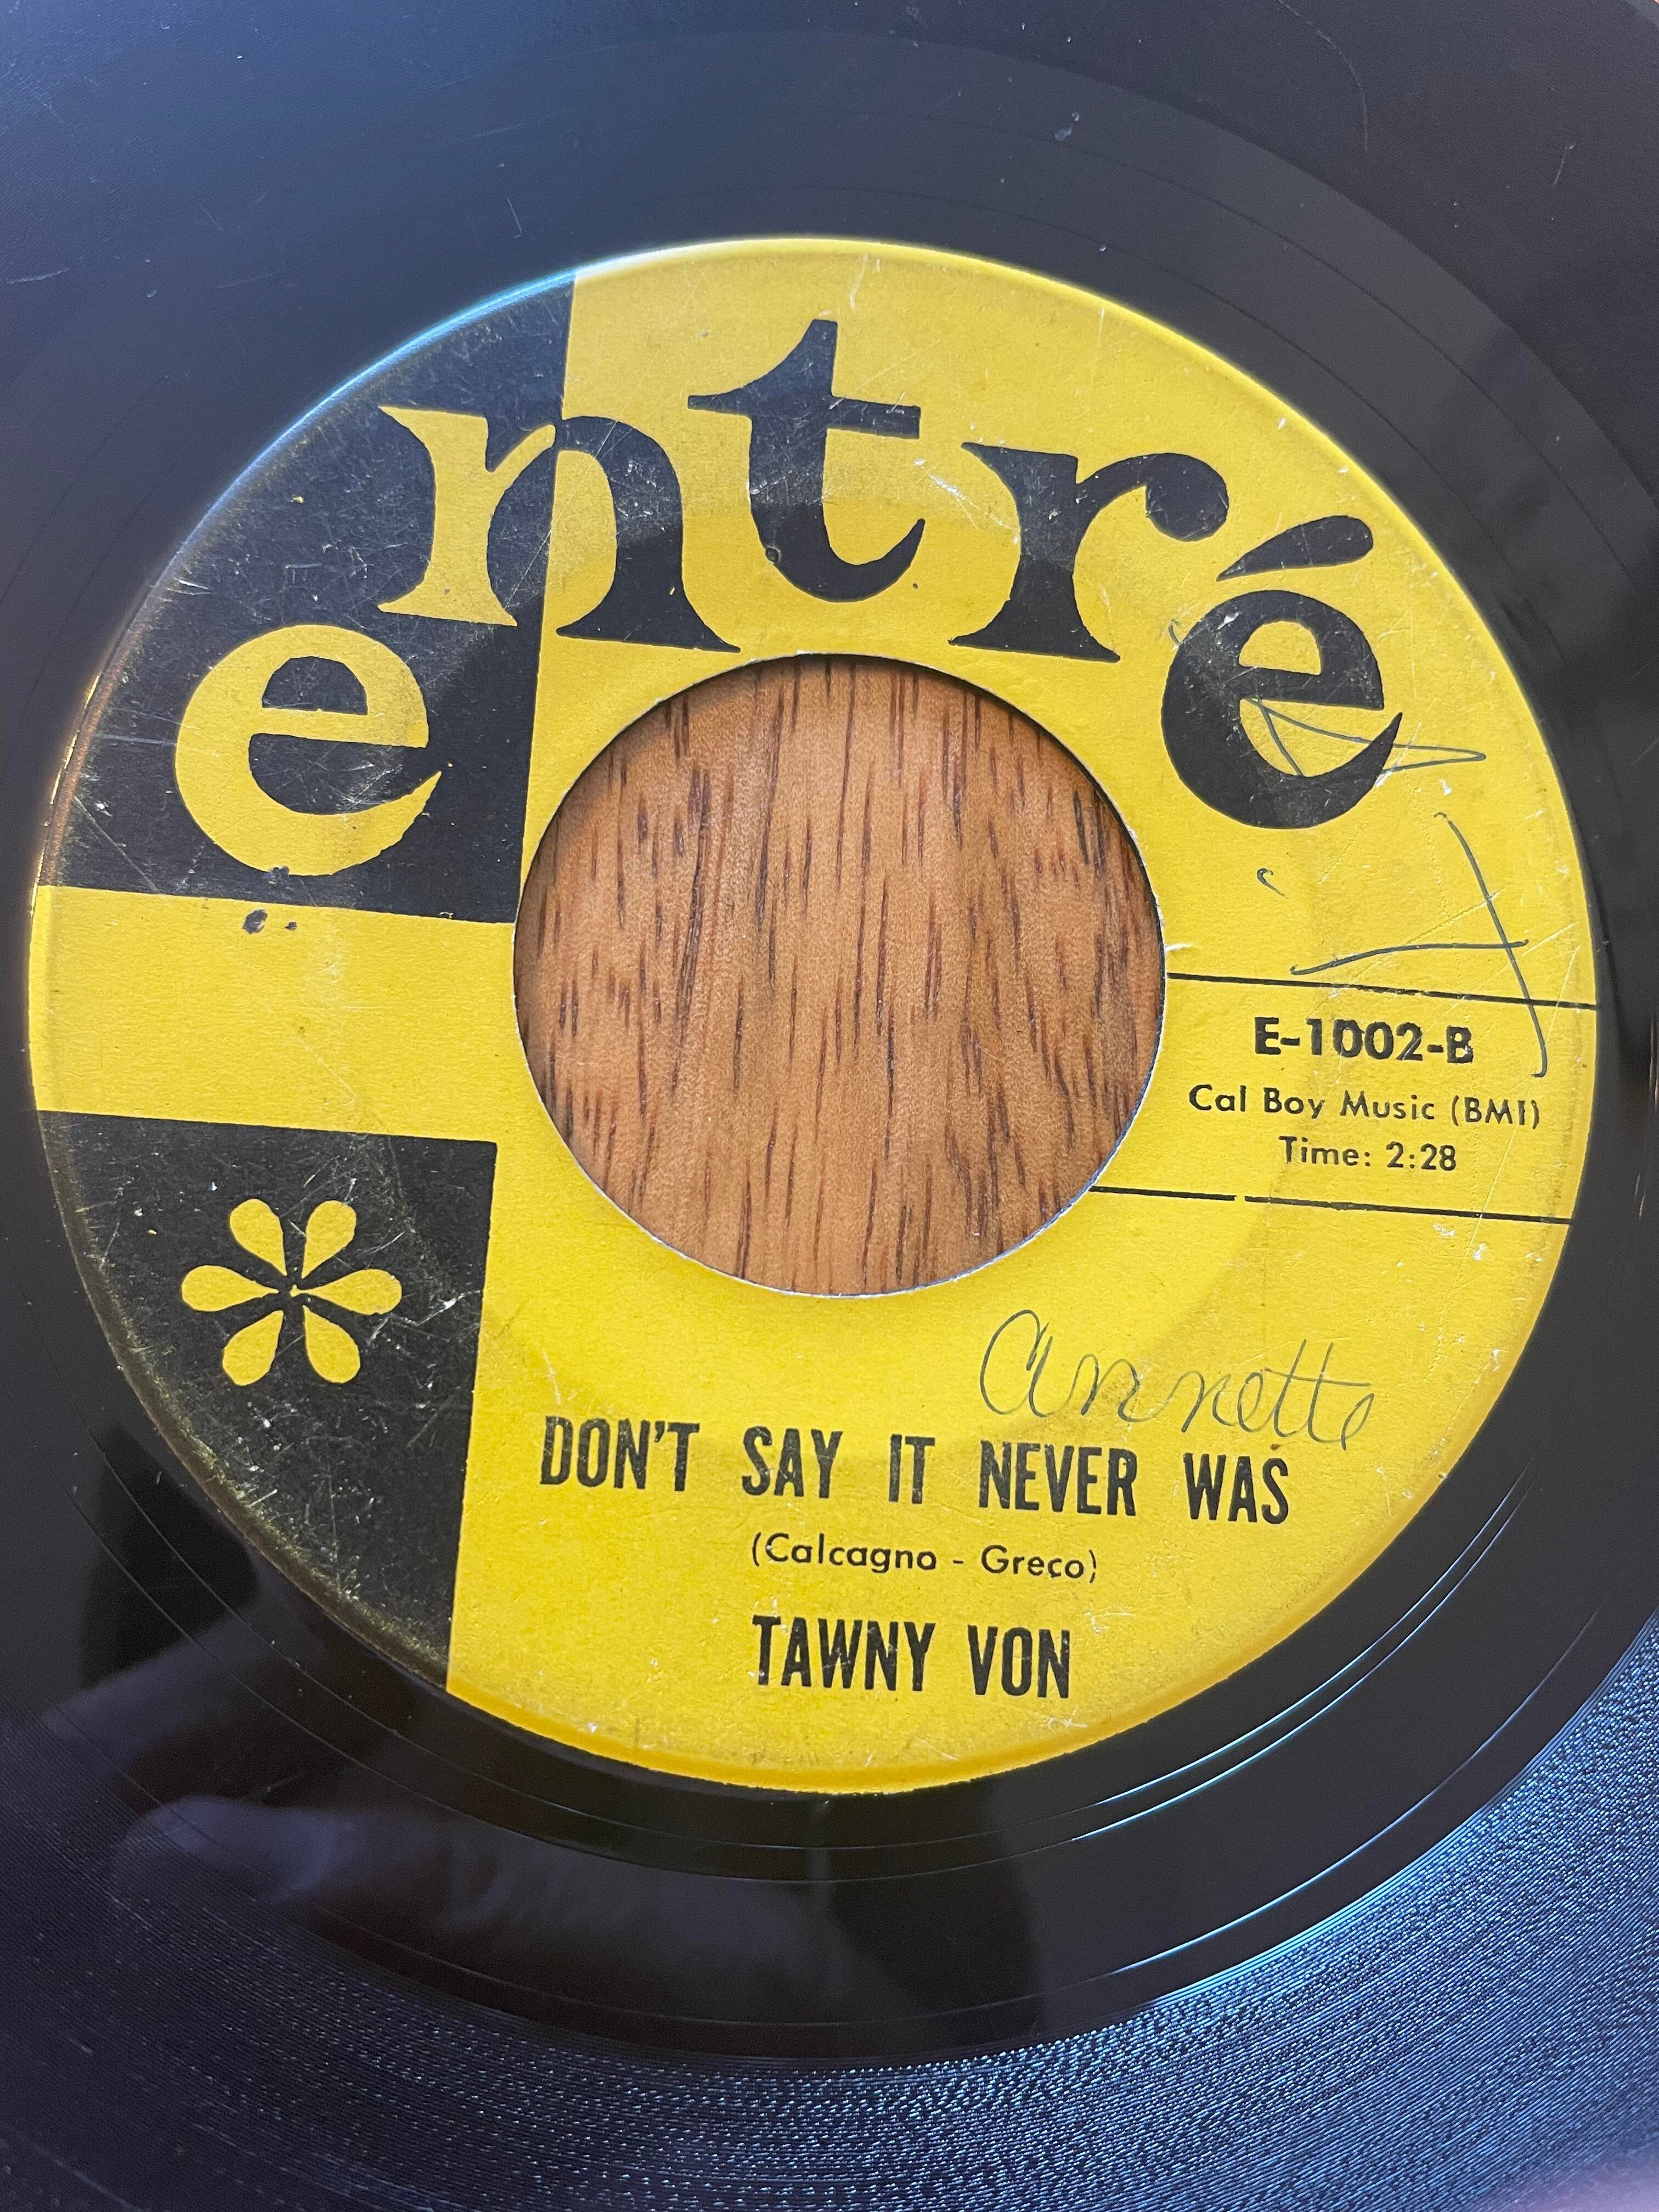 entré
E-1002-B
Cal Boy Music (BMI)
Time: 2:28
annette
DON'T SAY IT NEVER WAS
(Calcagno - Greco)
TAWNY VON